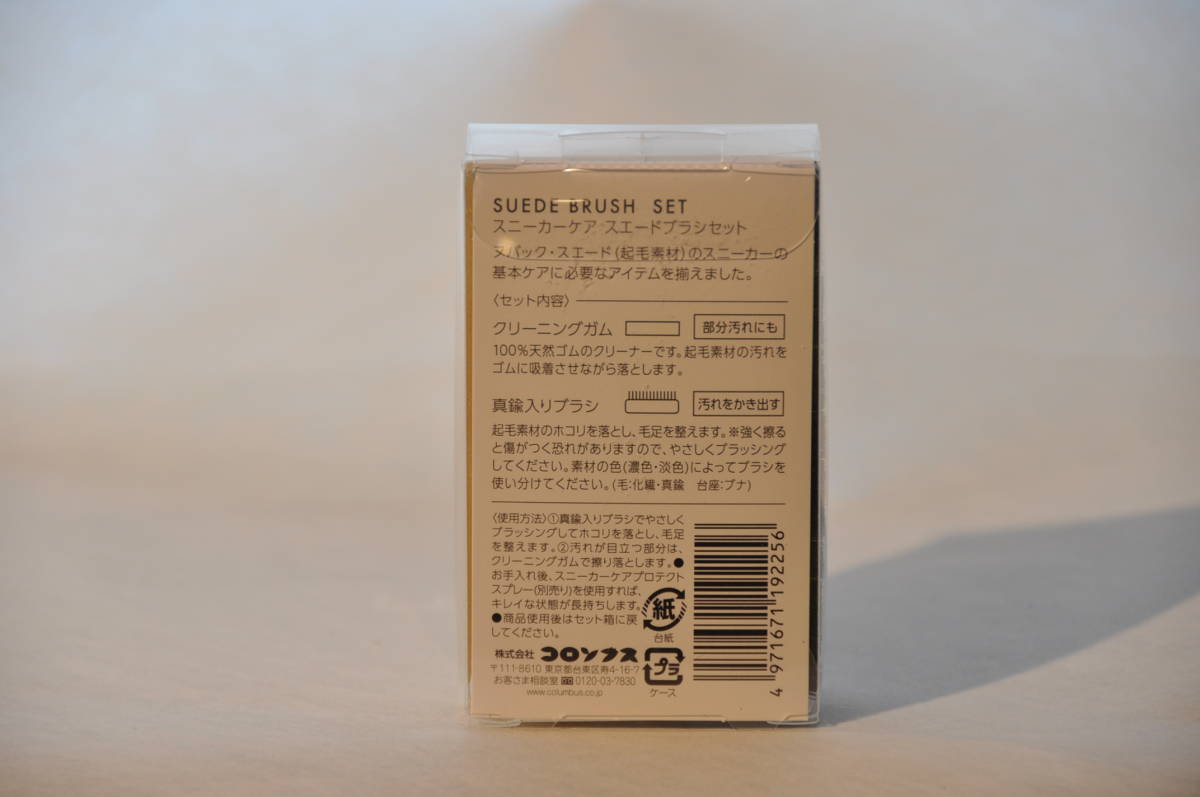 SUEDE BRUSH SET
スニーカーケア スエードブラシセット
ヌバック・スエード(起毛素材)のスニーカーの
基本ケアに必要なアイテムを揃えました。
〈セット内容〉
クリーニングガム 部分汚れにも
100%天然ゴムのクリーナーです。起毛素材の汚れを
ゴムに吸着させながら落とします。
真鍮入りブラシ 汚れをかき出す
起毛素材のホコリを落とし、毛足を整えます。※強く擦る
と傷がつく恐れがありますので、やさしくブラッシング
してください。素材の色(濃色・淡色)によってブラシを
使い分けてください。(毛:化繊・真鍮 台座:ブナ)
〈使用方法〉①真鍮入りブラシでやさしく
ブラッシングしてホコリを落とし、毛足
を整えます。②汚れが目立つ部分は、
クリーニングガムで擦り落とします。●
お手入れ後、スニーカーケアプロテクト
スプレー(別売り)を使用すれば、
キレイな状態が長持ちします。
●商品使用後はセット箱に戻
してください。
紙
台紙
株式会社 コロンブス
〒111-8610 東京都台東区寿4-16-7
お客さま相談室 0120-03-7830
www.columbus.co.jp
プラ
ケース
4 971671 192256